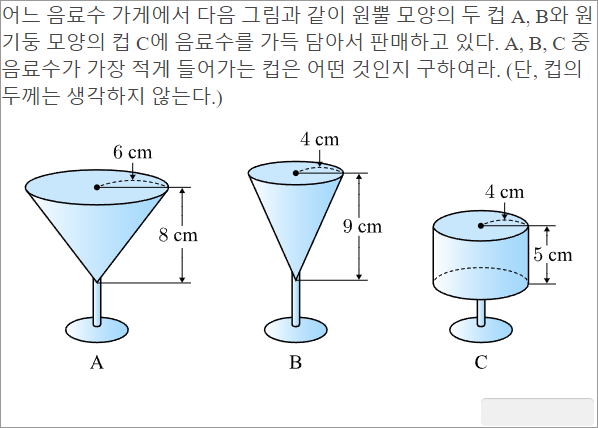 어느 음료수 가게에서 다음 그림과 같이 원뿔 모양의 두 컵 A, B와 원
기둥 모양의 컵 C에 음료수를 가득 담아서 판매하고 있다. A, B, C 중
음료수가 가장 적게 들어가는 컵은 어떤 것인지 구하여라. (단, 컵의
두께는 생각하지 않는다.)
6 cm
8 cm
A
4 cm
9 cm
B
4 cm
5 cm
C